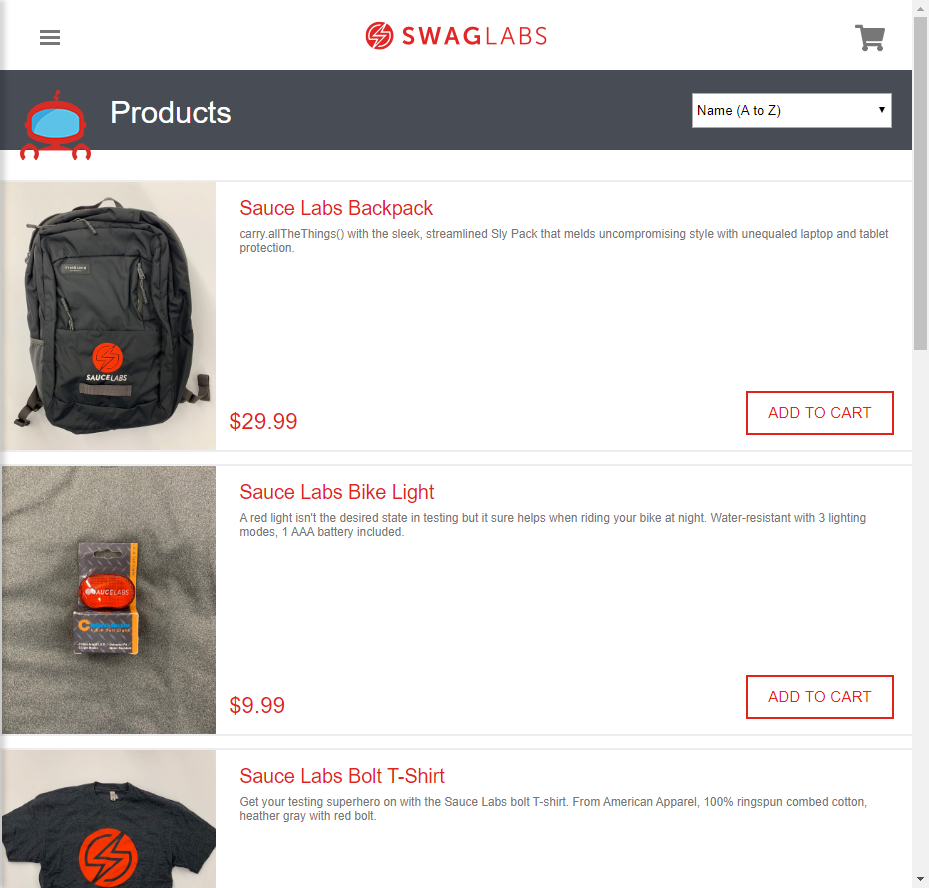 SWAGLABS
Products
Name (A to Z)
Sauce Labs Backpack
carry.allTheThings() with the sleek, streamlined Sly Pack that melds uncompromising style with unequaled laptop and tablet
protection.
SAUCELABS
$29.99
ADD TO CART
Sauce Labs Bike Light
A red light isn't the desired state in testing but it sure helps when riding your bike at night. Water-resistant with 3 lighting
modes, 1 AAA battery included.
SAUCELABS
$9.99
ADD TO CART
Sauce Labs Bolt T-Shirt
Get your testing superhero on with the Sauce Labs bolt T-shirt. From American Apparel, 100% ringspun combed cotton,
heather gray with red bolt.